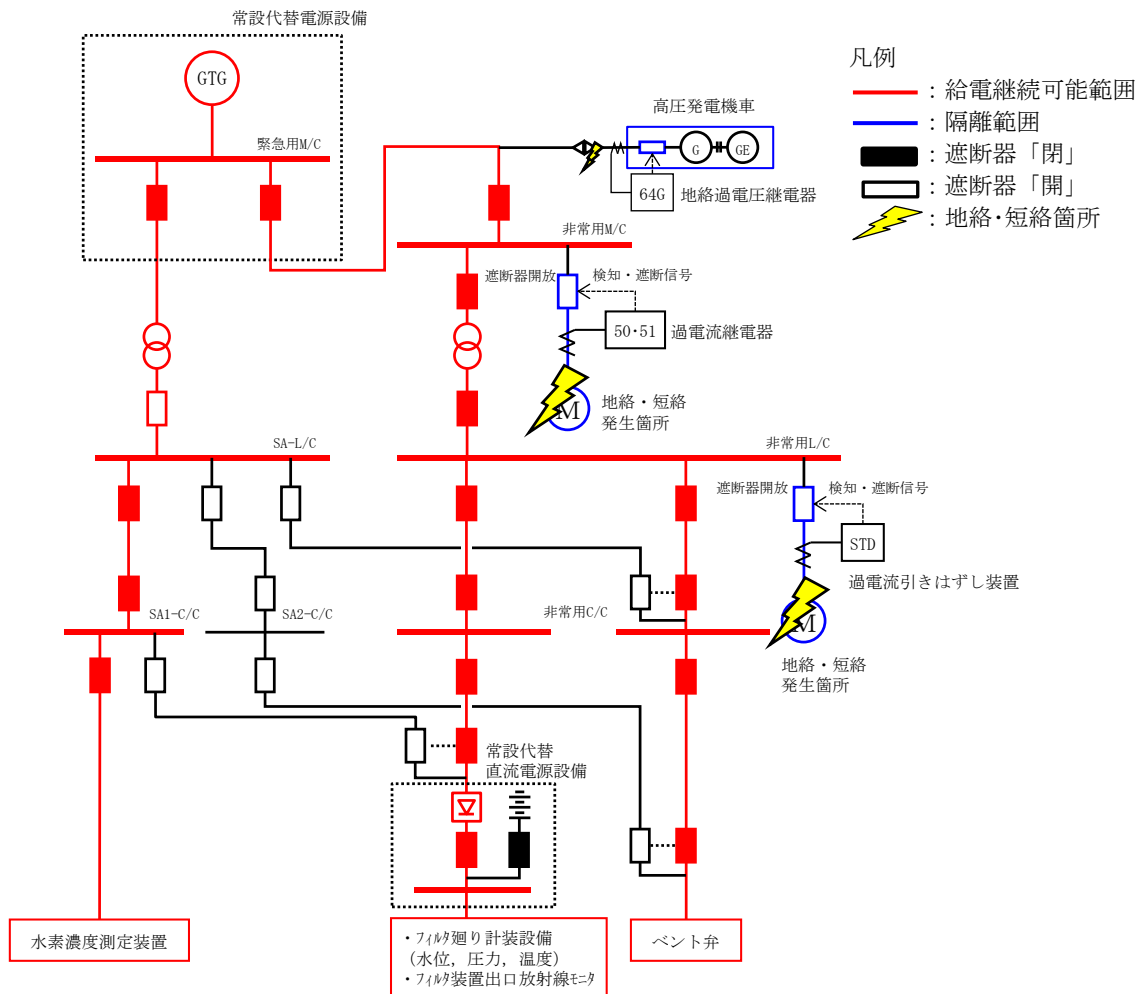 常設代替電源設備
GTG
緊急用M/C
高圧発電機車
G
GE
64G
地絡過電圧継電器
凡例
：給電継続可能範囲
：隔離範囲
：遮断器「閉」
：遮断器「開」
：地絡･短絡箇所
非常用M/C
遮断器開放
検知・遮断信号
50･51
過電流継電器
M
地絡・短絡
発生箇所
SA-L/C
非常用L/C
遮断器開放
検知・遮断信号
STD
過電流引きはずし装置
M
地絡・短絡
発生箇所
SA1-C/C
SA2-C/C
非常用C/C
常設代替
直流電源設備
水素濃度測定装置
・ﾌｨﾙﾀ廻り計装設備
(水位，圧力，温度)
・ﾌｨﾙﾀ装置出口放射線ﾓﾆﾀ
ベント弁